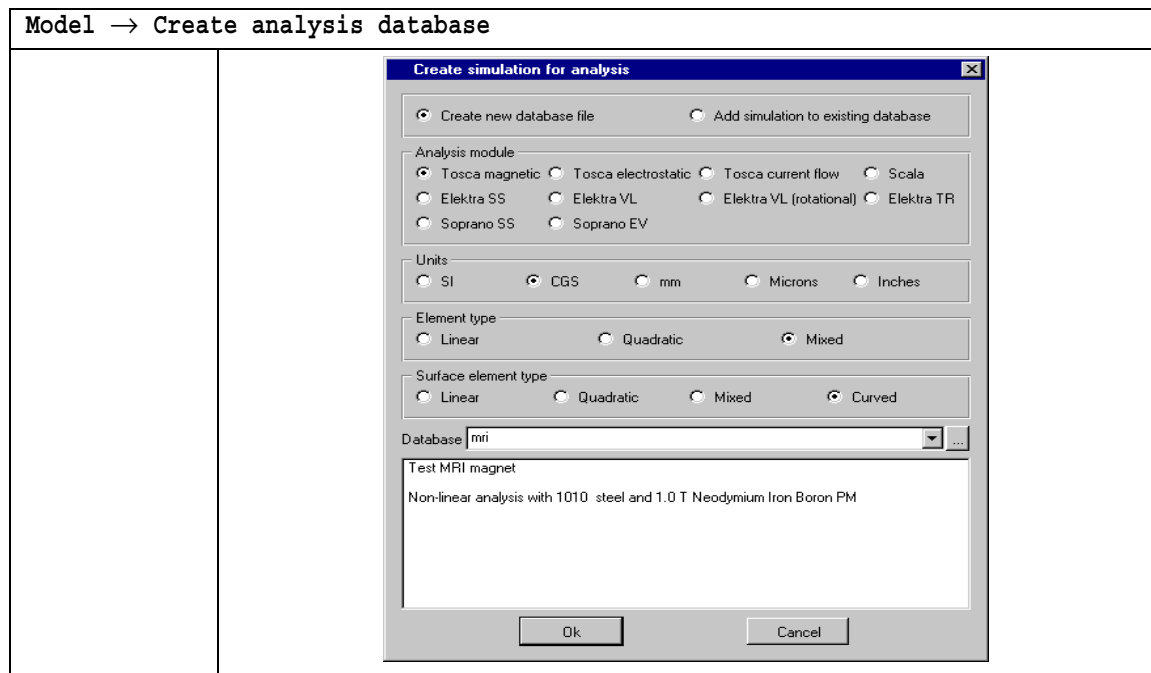 Model → Create analysis database
Create simulation for analysis
Create new database file Add simulation to existing database
Analysis module
Tosca magnetic Tosca electrostatic Tosca current flow Scala
Elektra SS Elektra VL Elektra VL (rotational) Elektra TR
Soprano SS Soprano EV
Units
SI CGS mm Microns Inches
Element type
Linear Quadratic Mixed
Surface element type
Linear Quadratic Mixed Curved
Database mri ...
Test MRI magnet
Non-linear analysis with 1010 steel and 1.0 T Neodymium Iron Boron PM
Ok Cancel